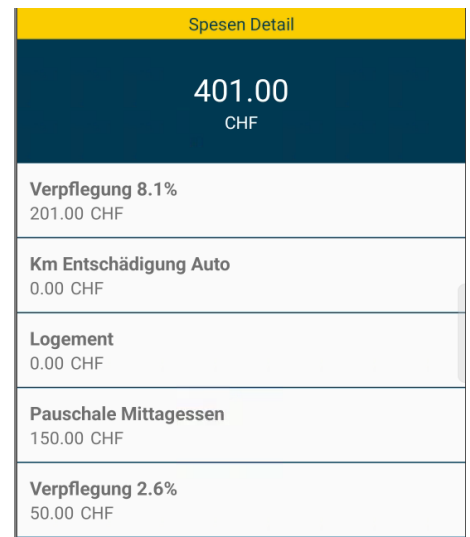 Spesen Detail
401.00
CHF
Verpflegung 8.1%
201.00 CHF
Km Entschädigung Auto
0.00 CHF
Logement
0.00 CHF
Pauschale Mittagessen
150.00 CHF
Verpflegung 2.6%
50.00 CHF